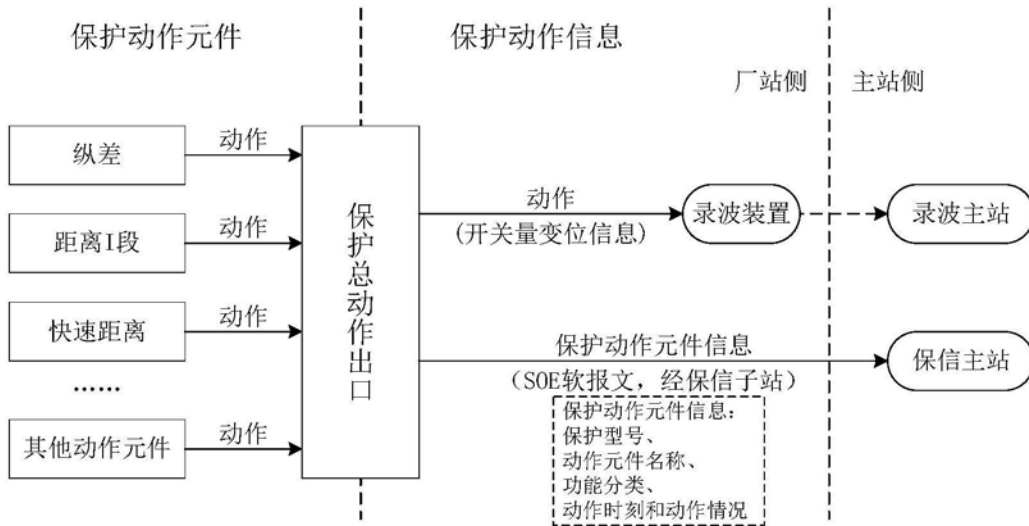 保护动作元件
保护动作信息
厂站侧
主站侧
纵差
动作
距离I段
动作
快速距离
动作
……
其他动作元件
动作
保护总动作出口
动作
(开关量变位信息)
录波装置
录波主站
保护动作元件信息
（SOE软报文，经保信子站）
保信主站
保护动作元件信息：
保护型号、
动作元件名称、
功能分类、
动作时刻和动作情况